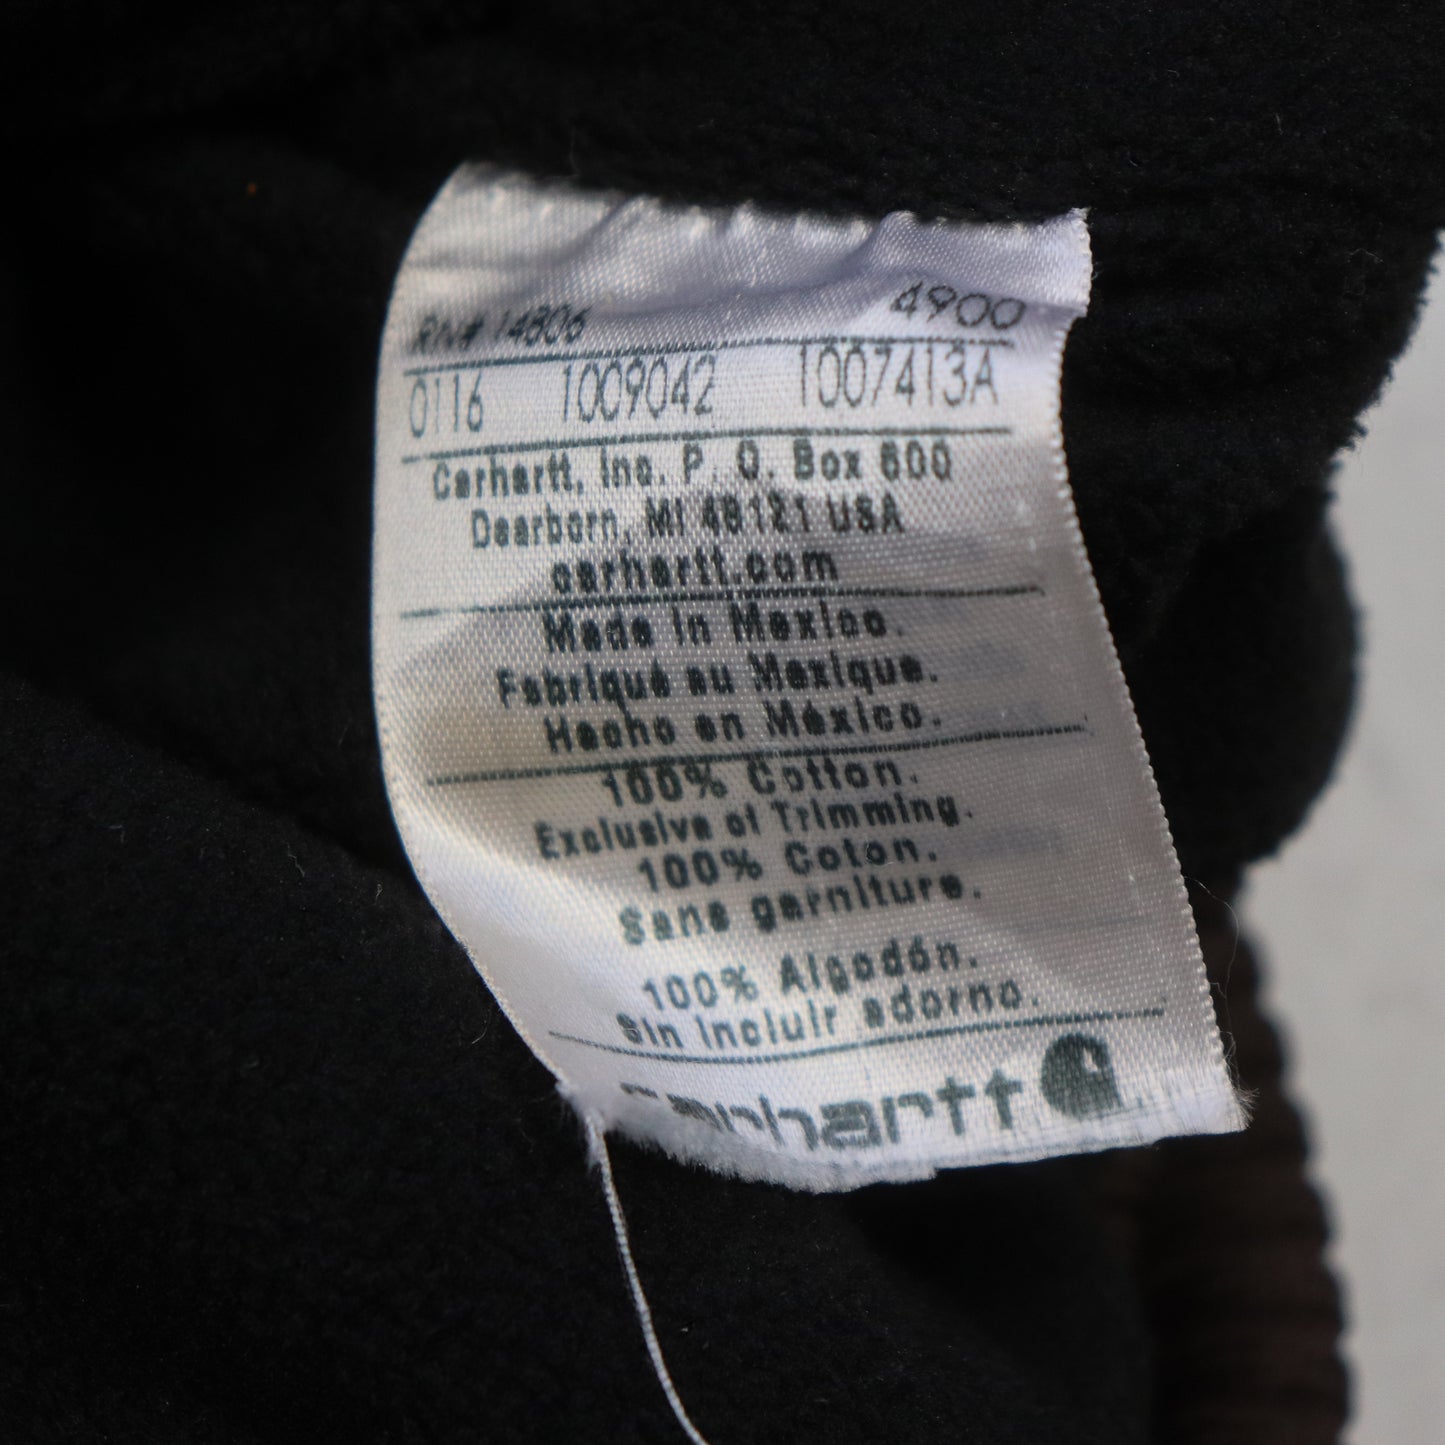 RN# 14806 4900
0116 1009042 1007413A
Carhartt, Inc. P. O. Box 600
Dearborn, MI 48121 USA
carhartt.com
Made in Mexico.
Fabriqué au Mexique.
Hecho en México.
100% Cotton.
Exclusive of Trimming.
100% Coton.
Sans garniture.
100% Algodón.
Sin incluir adorno.
carhartt